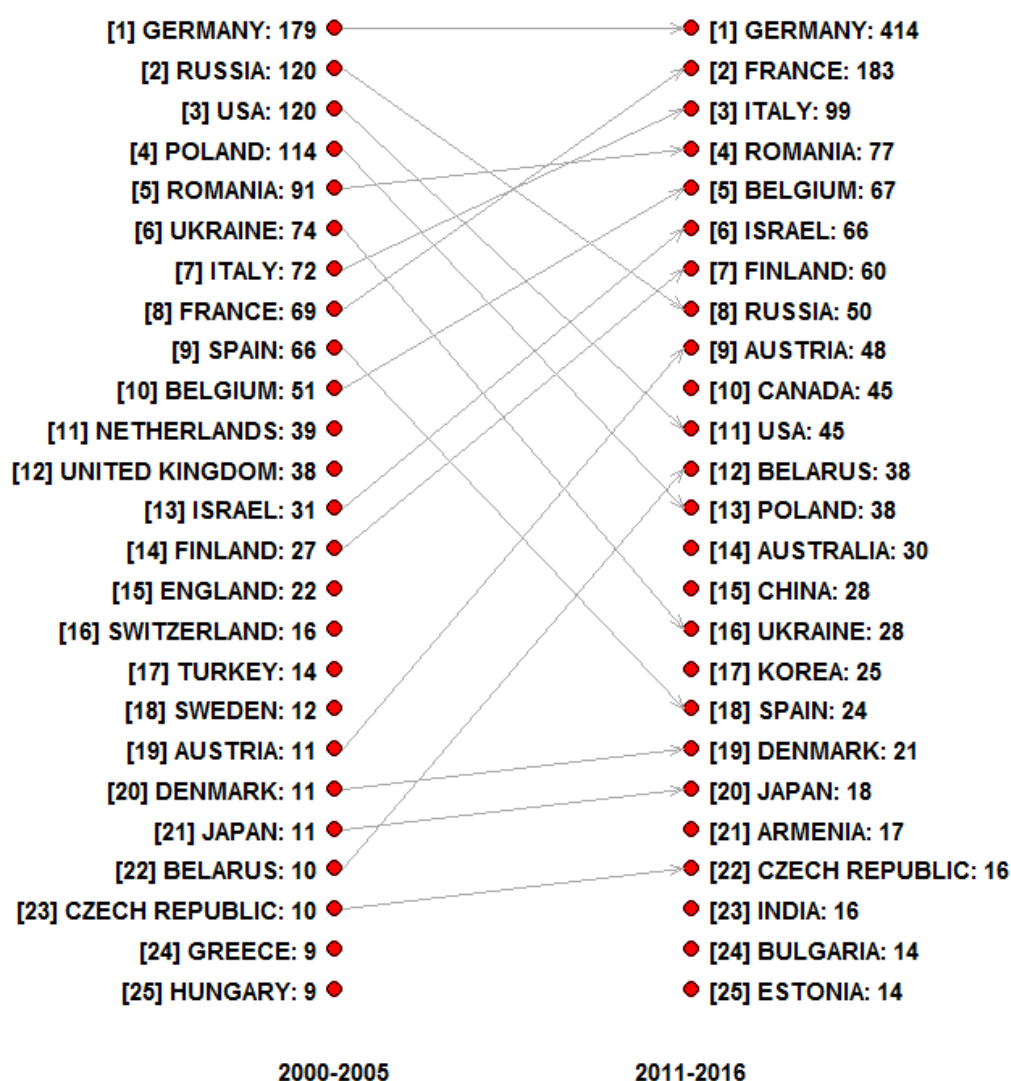 [1] GERMANY: 179
[2] RUSSIA: 120
[3] USA: 120
[4] POLAND: 114
[5] ROMANIA: 91
[6] UKRAINE: 74
[7] ITALY: 72
[8] FRANCE: 69
[9] SPAIN: 66
[10] BELGIUM: 51
[11] NETHERLANDS: 39
[12] UNITED KINGDOM: 38
[13] ISRAEL: 31
[14] FINLAND: 27
[15] ENGLAND: 22
[16] SWITZERLAND: 16
[17] TURKEY: 14
[18] SWEDEN: 12
[19] AUSTRIA: 11
[20] DENMARK: 11
[21] JAPAN: 11
[22] BELARUS: 10
[23] CZECH REPUBLIC: 10
[24] GREECE: 9
[25] HUNGARY: 9
2000-2005
[1] GERMANY: 414
[2] FRANCE: 183
[3] ITALY: 99
[4] ROMANIA: 77
[5] BELGIUM: 67
[6] ISRAEL: 66
[7] FINLAND: 60
[8] RUSSIA: 50
[9] AUSTRIA: 48
[10] CANADA: 45
[11] USA: 45
[12] BELARUS: 38
[13] POLAND: 38
[14] AUSTRALIA: 30
[15] CHINA: 28
[16] UKRAINE: 28
[17] KOREA: 25
[18] SPAIN: 24
[19] DENMARK: 21
[20] JAPAN: 18
[21] ARMENIA: 17
[22] CZECH REPUBLIC: 16
[23] INDIA: 16
[24] BULGARIA: 14
[25] ESTONIA: 14
2011-2016